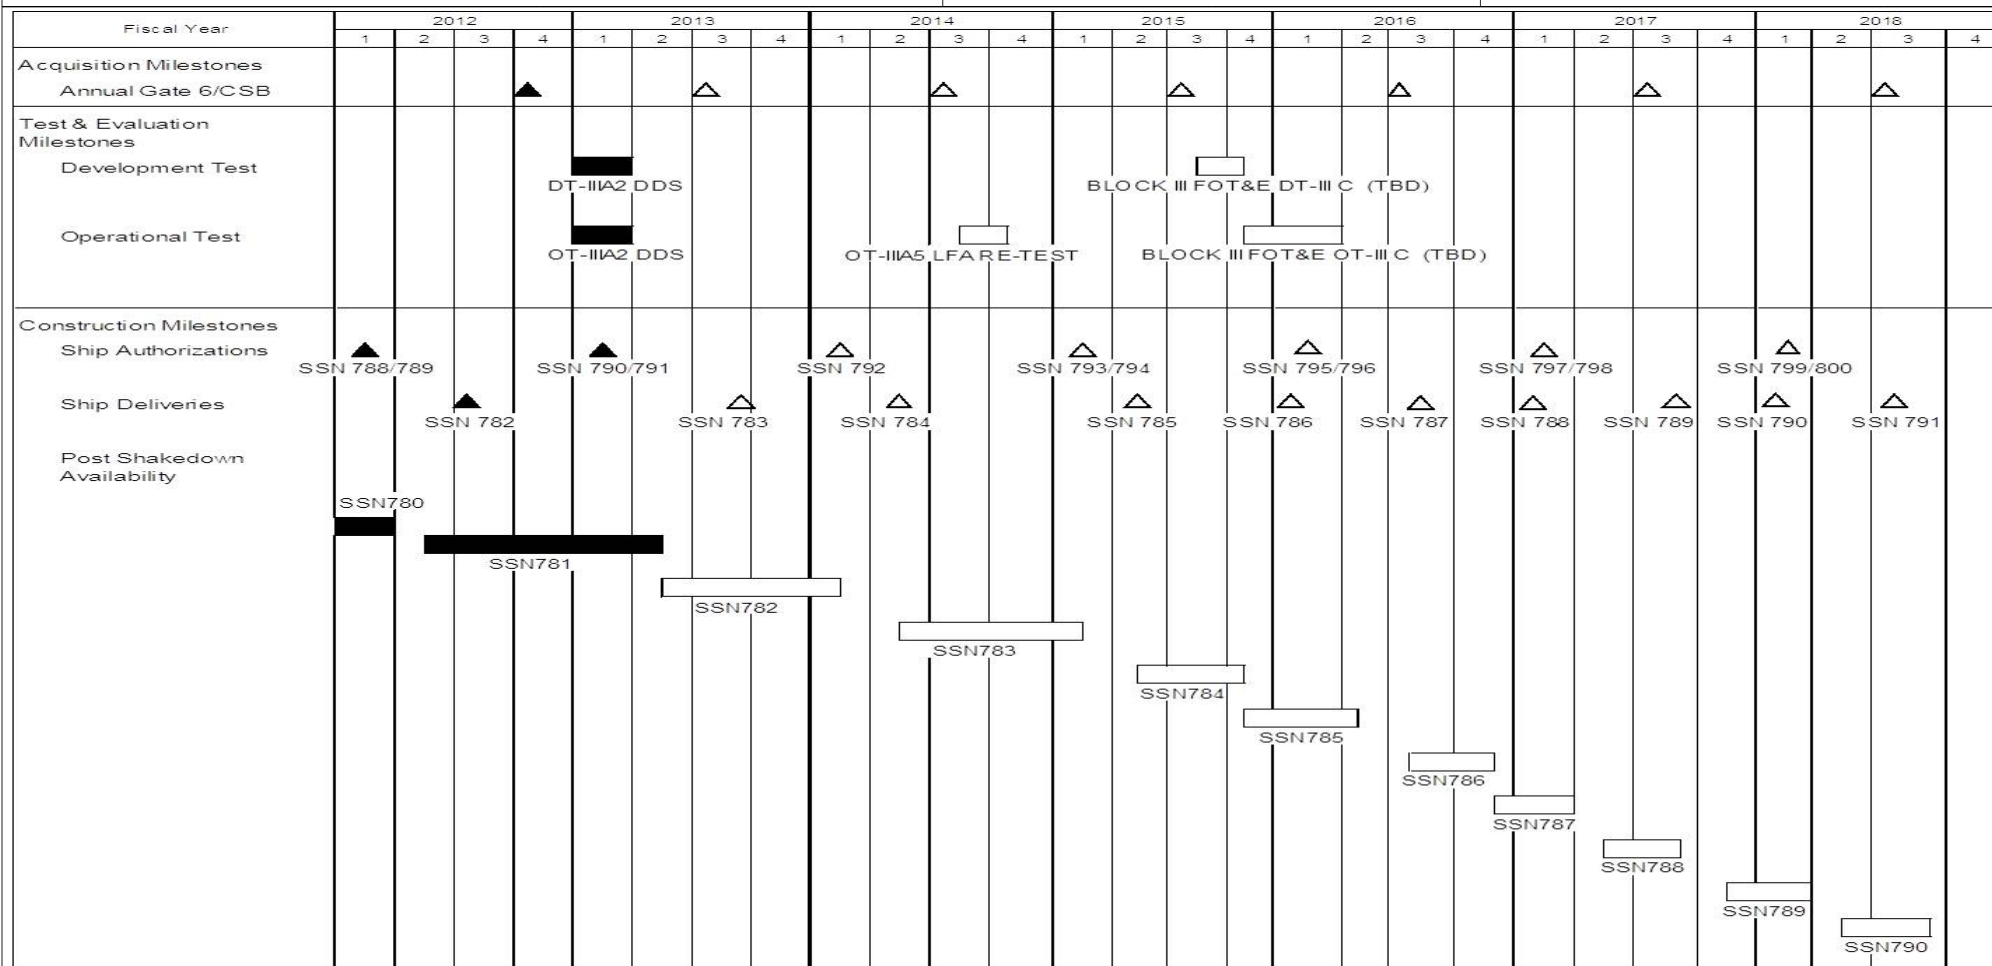 Fiscal Year 2012 2013 2014 2015 2016 2017 2018
1 2 3 4 1 2 3 4 1 2 3 4 1 2 3 4 1 2 3 4 1 2 3 4 1 2 3 4
Acquisition Milestones
Annual Gate 6/CSB
Test & Evaluation
Milestones
Development Test
DT-IIIA2 DDS BLOCK III FOT&E DT-III C (TBD)
Operational Test
OT-IIIA2 DDS OT-IIIA5 LFARE-TEST BLOCK III FOT&E OT-III C (TBD)
Construction Milestones
Ship Authorizations
SSN 788/789 SSN 790/791 SSN 792 SSN 793/794 SSN 795/796 SSN 797/798 SSN 799/800
Ship Deliveries
SSN 782 SSN 783 SSN 784 SSN 785 SSN 786 SSN 787 SSN 788 SSN 789 SSN 790 SSN 791
Post Shakedown
Availability
SSN780
SSN781
SSN782
SSN783
SSN784
SSN785
SSN786
SSN787
SSN788
SSN789
SSN790